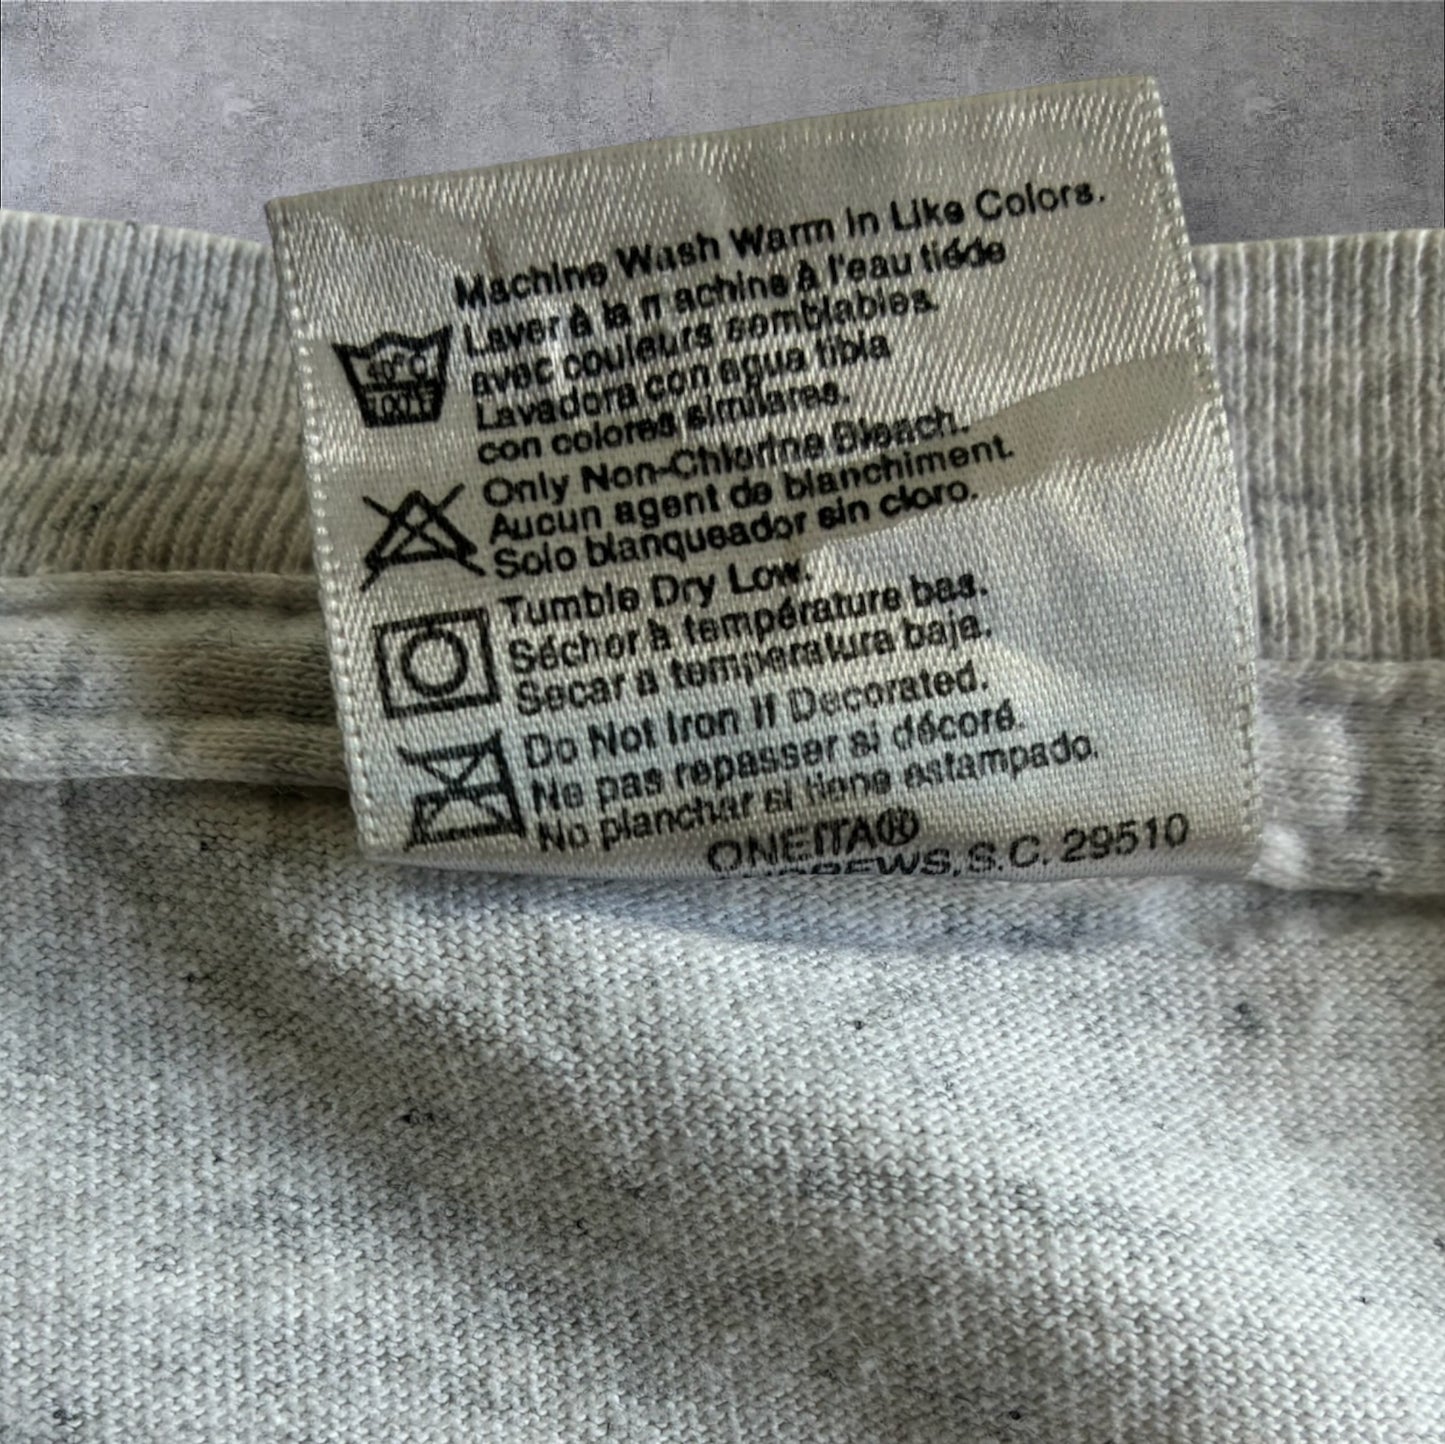 Machine Wash Warm in Like Colors.
Laver à la machine à l'eau tiéde
avec couleurs semblables.
Lavadora con agua tibia
con colores similares.
40°C
Only Non-Chlorine Bleach.
Aucun agent de blanchiment.
Solo blanqueador sin cloro.
Tumble Dry Low.
Sécher à température bas.
Secar a temperatura baja.
Do Not Iron If Decorated.
Ne pas repasser si décoré.
No planchar si tiene estampado.
ONEITA®
S.C. 29510